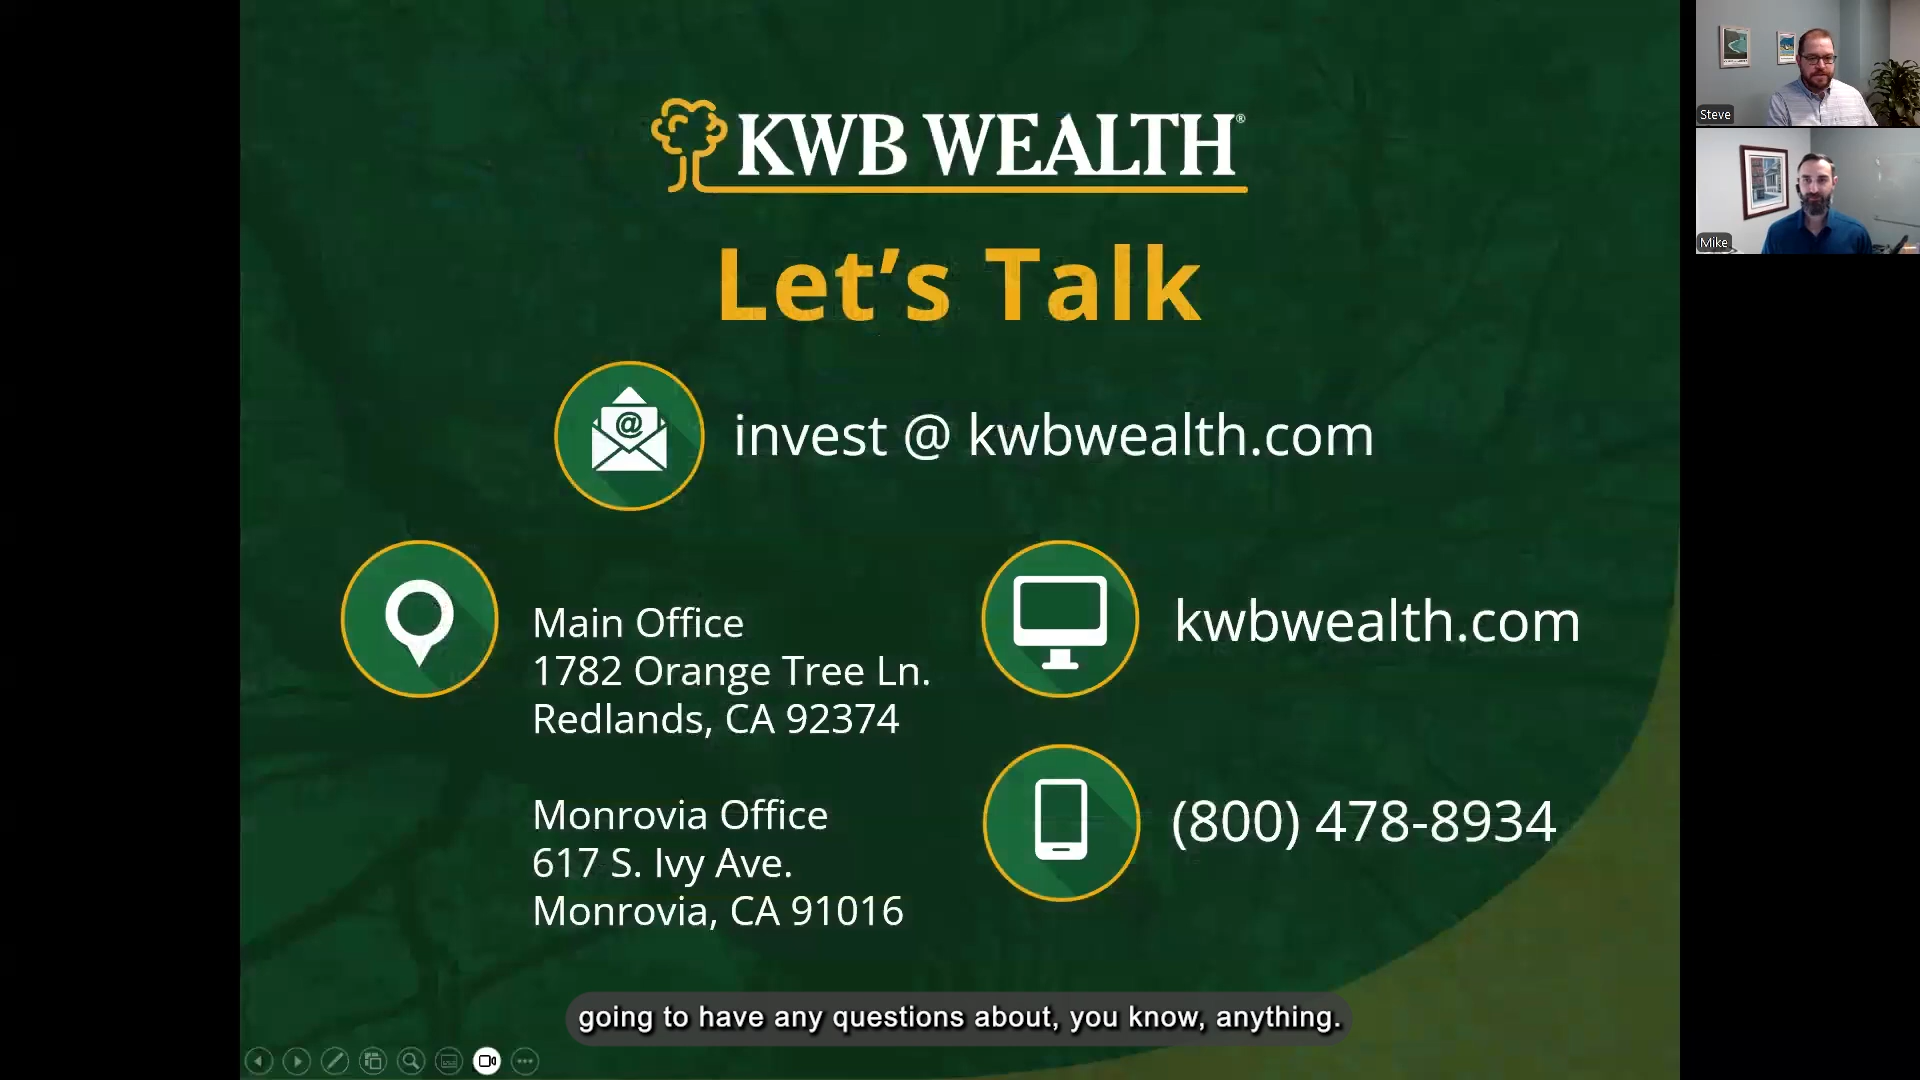 KWB WEALTH®
Let's Talk
invest @ kwbwealth.com
Main Office
1782 Orange Tree Ln.
Redlands, CA 92374
Monrovia Office
617 S. Ivy Ave.
Monrovia, CA 91016
kwbwealth.com
(800) 478-8934
going to have any questions about, you know, anything.
Steve
Mike